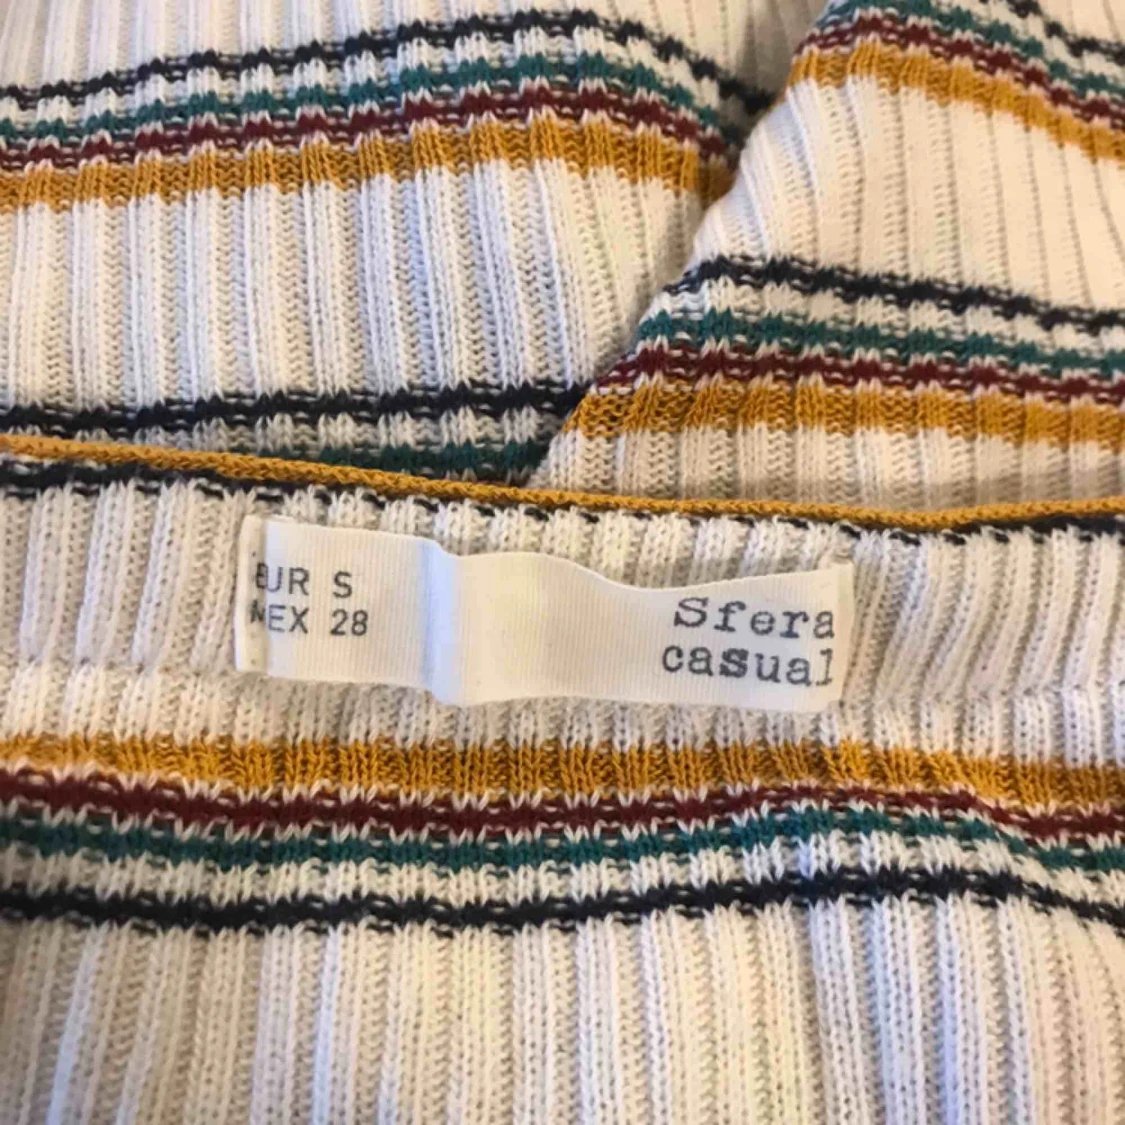 EUR S
MEX 28
Sfera
casual